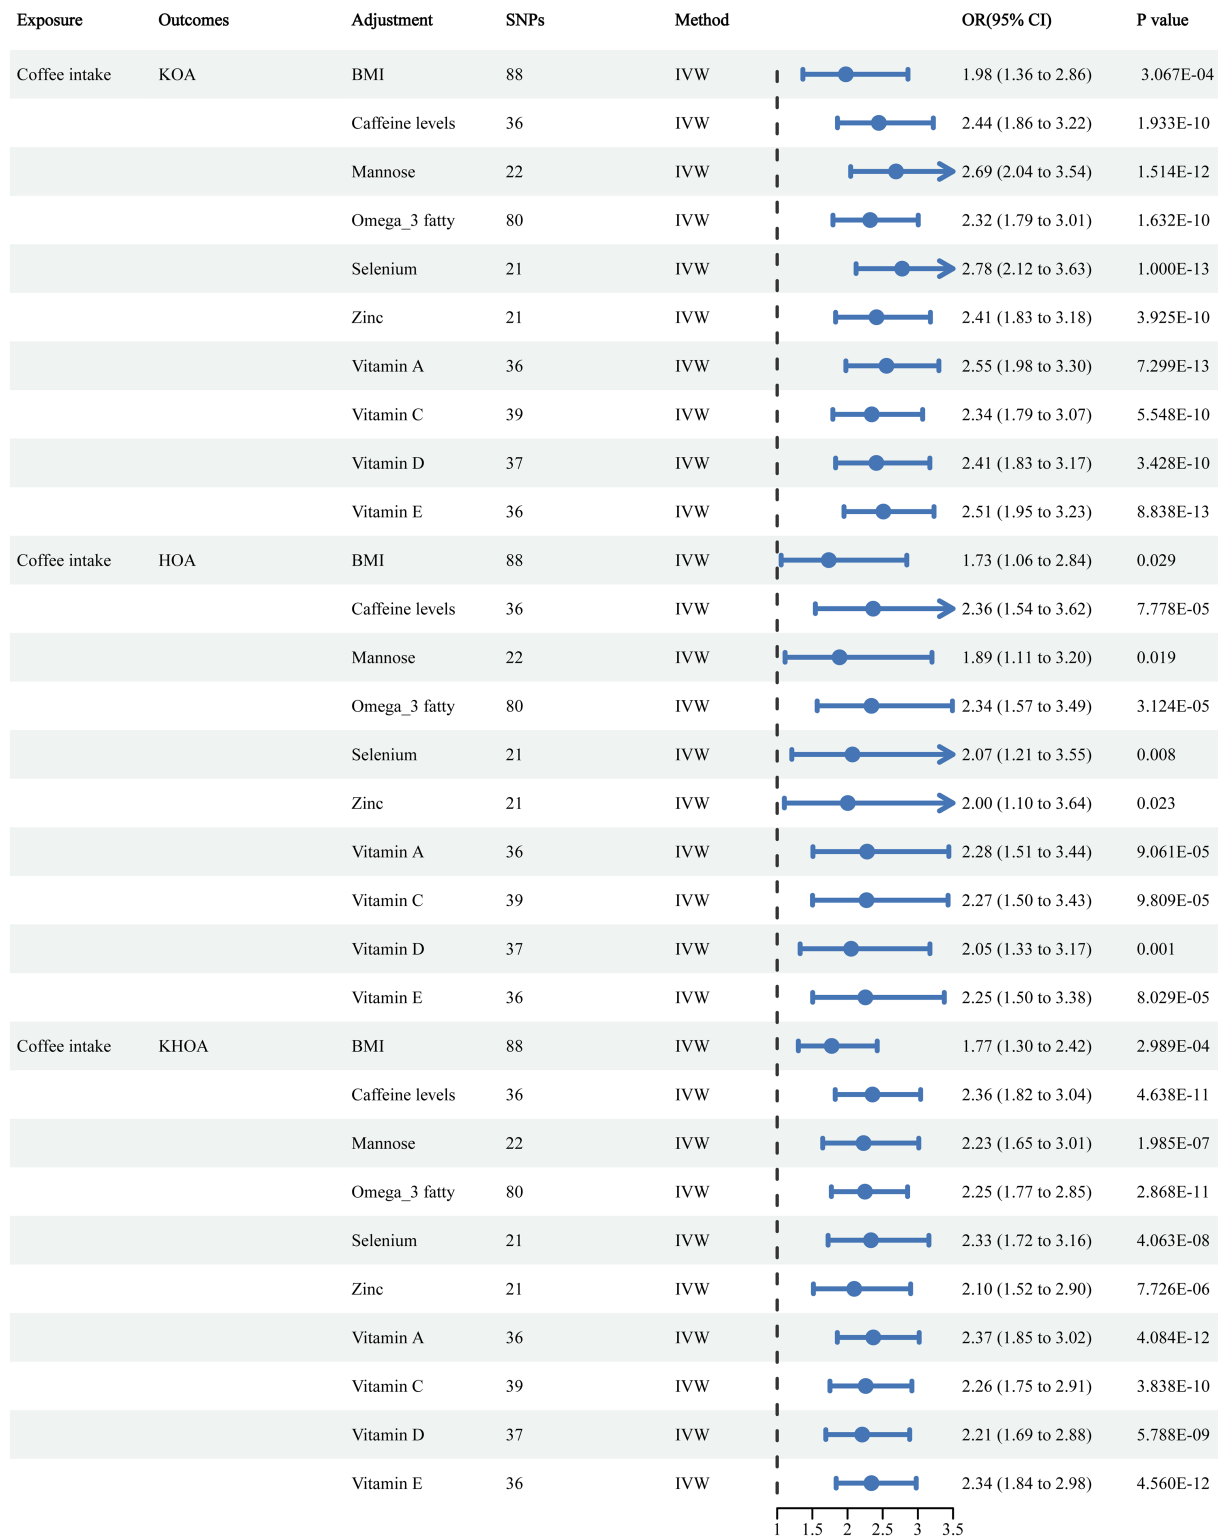 Exposure Outcomes Adjustment SNPs Method OR(95% CI) P value
Coffee intake KOA BMI 88 IVW 1.98 (1.36 to 2.86) 3.067E-04
Caffeine levels 36 IVW 2.44 (1.86 to 3.22) 1.933E-10
Mannose 22 IVW 2.69 (2.04 to 3.54) 1.514E-12
Omega_3 fatty 80 IVW 2.32 (1.79 to 3.01) 1.632E-10
Selenium 21 IVW 2.78 (2.12 to 3.63) 1.000E-13
Zinc 21 IVW 2.41 (1.83 to 3.18) 3.925E-10
Vitamin A 36 IVW 2.55 (1.98 to 3.30) 7.299E-13
Vitamin C 39 IVW 2.34 (1.79 to 3.07) 5.548E-10
Vitamin D 37 IVW 2.41 (1.83 to 3.17) 3.428E-10
Vitamin E 36 IVW 2.51 (1.95 to 3.23) 8.838E-13
Coffee intake HOA BMI 88 IVW 1.73 (1.06 to 2.84) 0.029
Caffeine levels 36 IVW 2.36 (1.54 to 3.62) 7.778E-05
Mannose 22 IVW 1.89 (1.11 to 3.20) 0.019
Omega_3 fatty 80 IVW 2.34 (1.57 to 3.49) 3.124E-05
Selenium 21 IVW 2.07 (1.21 to 3.55) 0.008
Zinc 21 IVW 2.00 (1.10 to 3.64) 0.023
Vitamin A 36 IVW 2.28 (1.51 to 3.44) 9.061E-05
Vitamin C 39 IVW 2.27 (1.50 to 3.43) 9.809E-05
Vitamin D 37 IVW 2.05 (1.33 to 3.17) 0.001
Vitamin E 36 IVW 2.25 (1.50 to 3.38) 8.029E-05
Coffee intake KHOA BMI 88 IVW 1.77 (1.30 to 2.42) 2.989E-04
Caffeine levels 36 IVW 2.36 (1.82 to 3.04) 4.638E-11
Mannose 22 IVW 2.23 (1.65 to 3.01) 1.985E-07
Omega_3 fatty 80 IVW 2.25 (1.77 to 2.85) 2.868E-11
Selenium 21 IVW 2.33 (1.72 to 3.16) 4.063E-08
Zinc 21 IVW 2.10 (1.52 to 2.90) 7.726E-06
Vitamin A 36 IVW 2.37 (1.85 to 3.02) 4.084E-12
Vitamin C 39 IVW 2.26 (1.75 to 2.91) 3.838E-10
Vitamin D 37 IVW 2.21 (1.69 to 2.88) 5.788E-09
Vitamin E 36 IVW 2.34 (1.84 to 2.98) 4.560E-12
1 1.5 2 2.5 3 3.5